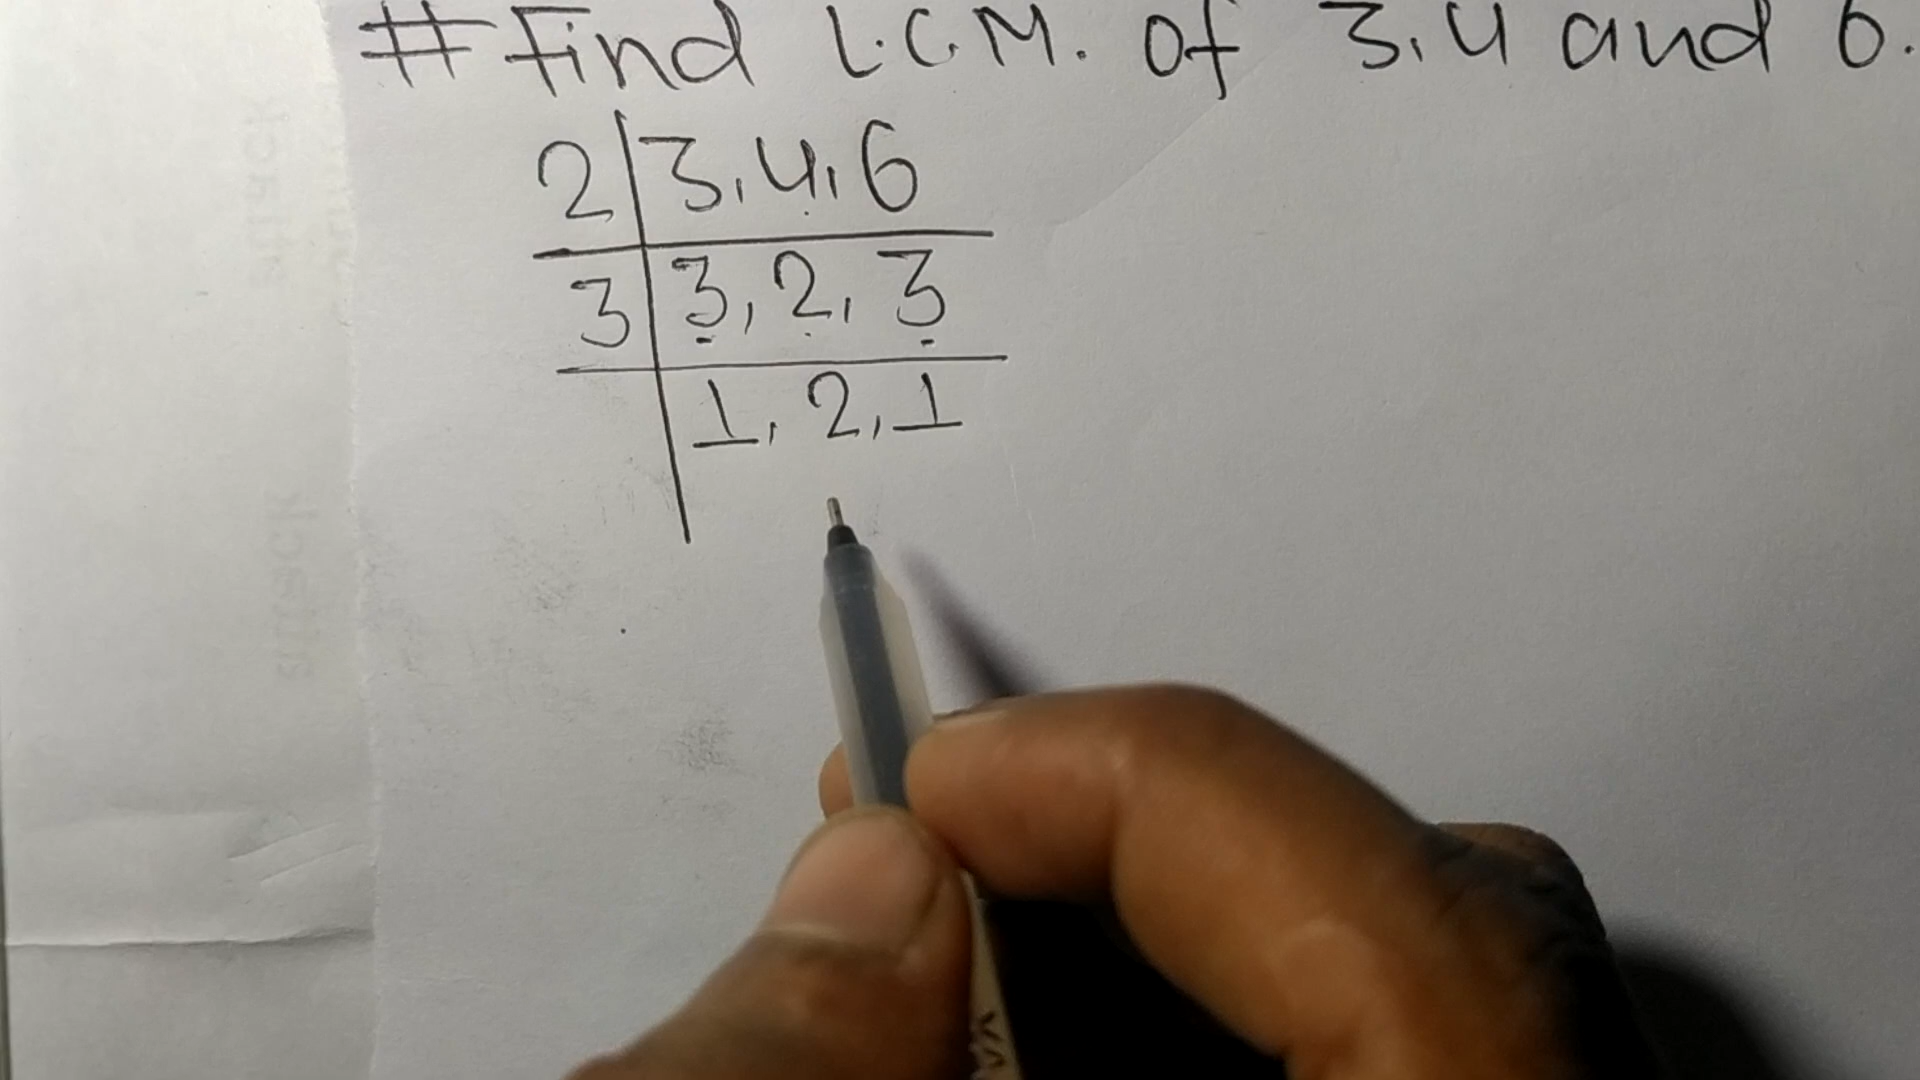 # Find L.C.M. of 3,4 and 6.
2 3,4,6
3 3, 2, 3
1, 2, 1